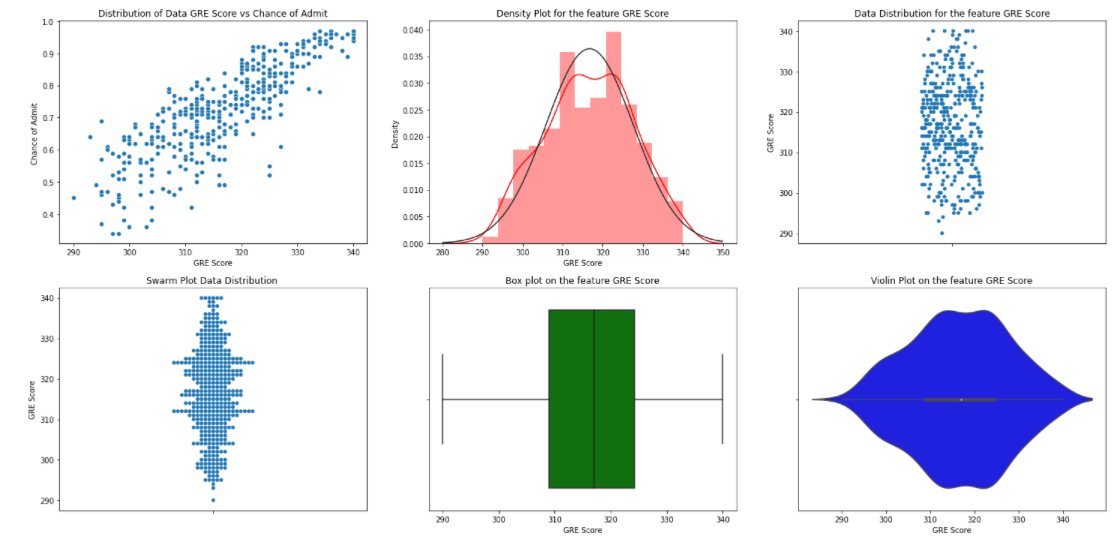 Distribution of Data GRE Score vs Chance of Admit
1.0
0.9
0.8
0.7
0.6
0.5
0.4
Chance of Admit
290 300 310 320 330 340
GRE Score
Density Plot for the feature GRE Score
0.040
0.035
0.030
0.025
0.020
0.015
0.010
0.005
0.000
Density
280 290 300 310 320 330 340 350
GRE Score
Data Distribution for the feature GRE Score
340
330
320
310
300
290
GRE Score
Swarm Plot Data Distribution
340
330
320
310
300
290
GRE Score
Box plot on the feature GRE Score
290 300 310 320 330 340
GRE Score
Violin Plot on the feature GRE Score
290 300 310 320 330 340
GRE Score